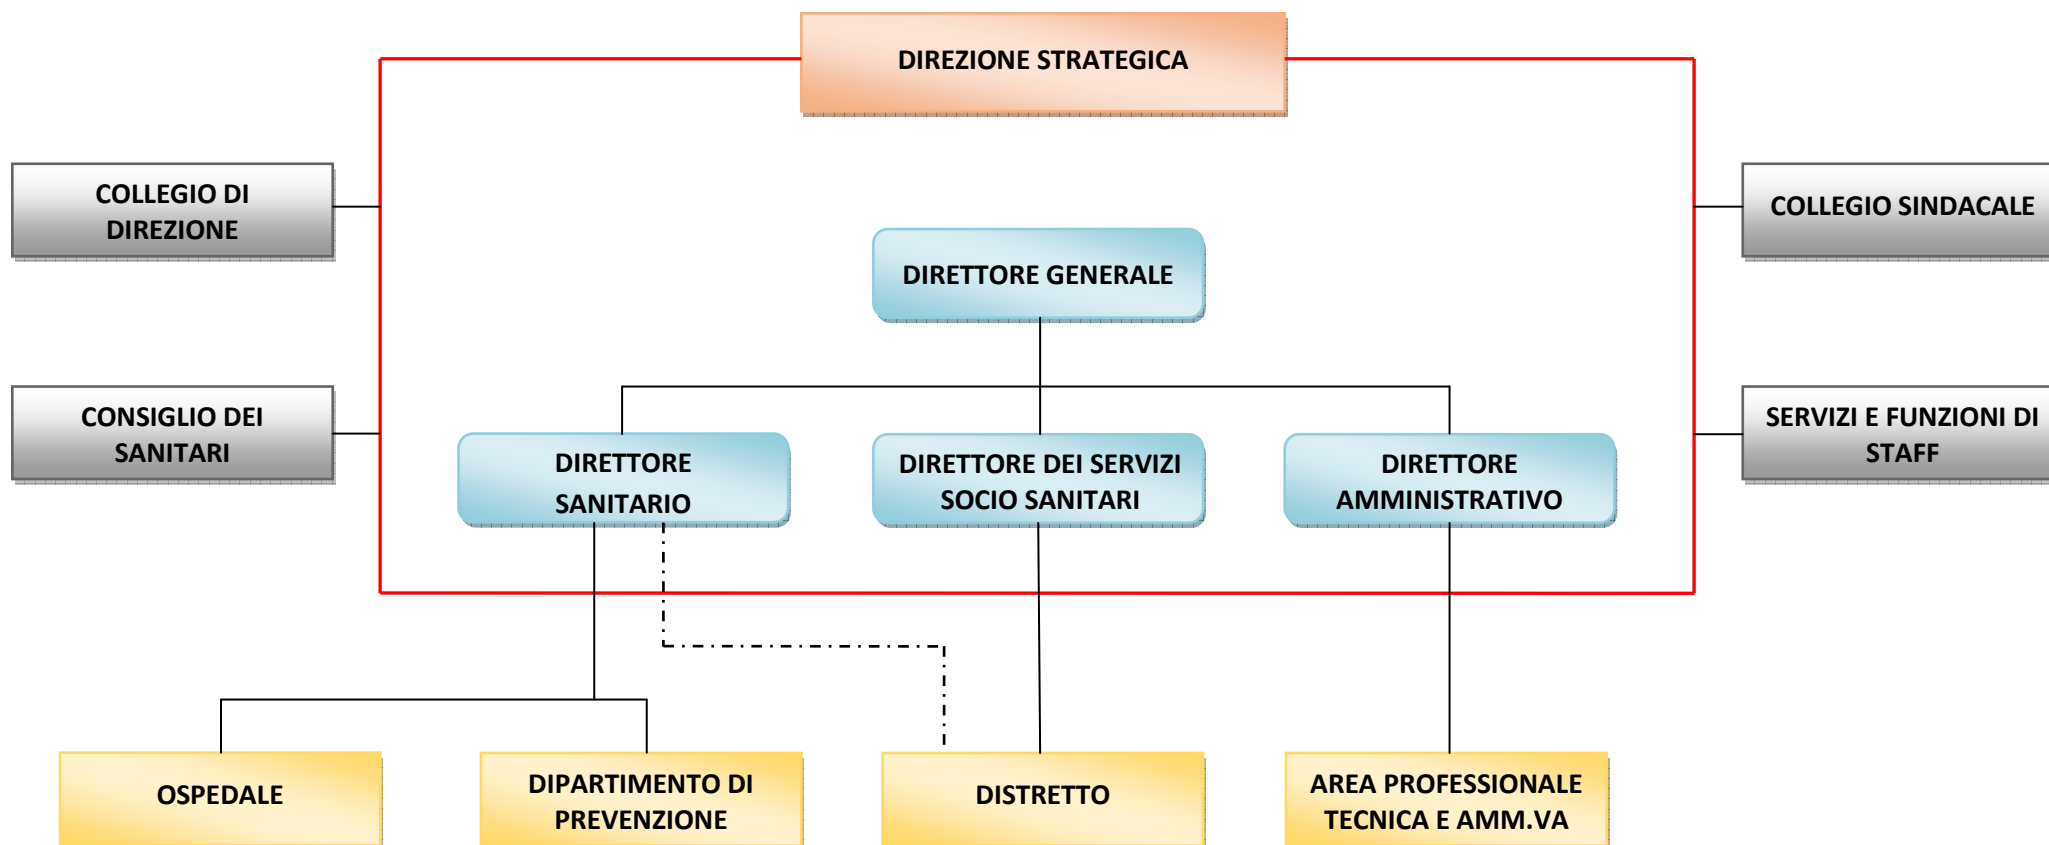 DIREZIONE STRATEGICA
COLLEGIO DI
DIREZIONE
COLLEGIO SINDACALE
DIRETTORE GENERALE
CONSIGLIO DEI
SANITARI
SERVIZI E FUNZIONI DI
STAFF
DIRETTORE
SANITARIO
DIRETTORE DEI SERVIZI
SOCIO SANITARI
DIRETTORE
AMMINISTRATIVO
OSPEDALE
DIPARTIMENTO DI
PREVENZIONE
DISTRETTO
AREA PROFESSIONALE
TECNICA E AMM.VA